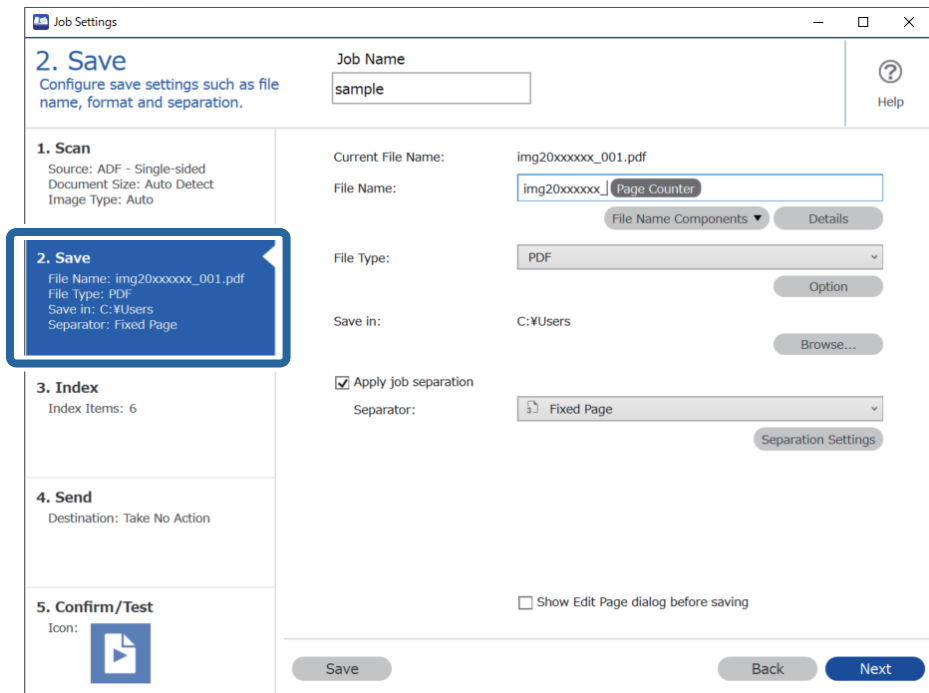 Job Settings
2. Save
Configure save settings such as file
name, format and separation.
Job Name
sample
Help
1. Scan
Source: ADF - Single-sided
Document Size: Auto Detect
Image Type: Auto
2. Save
File Name: img20xxxxxx_001.pdf
File Type: PDF
Save in: C:¥Users
Separator: Fixed Page
3. Index
Index Items: 6
4. Send
Destination: Take No Action
5. Confirm/Test
Icon:
Current File Name: img20xxxxxx_001.pdf
File Name: img20xxxxxx_ Page Counter
File Name Components ▼ Details
File Type: PDF
Option
Save in: C:¥Users
Browse...
Apply job separation
Separator: Fixed Page
Separation Settings
Show Edit Page dialog before saving
Save Back Next